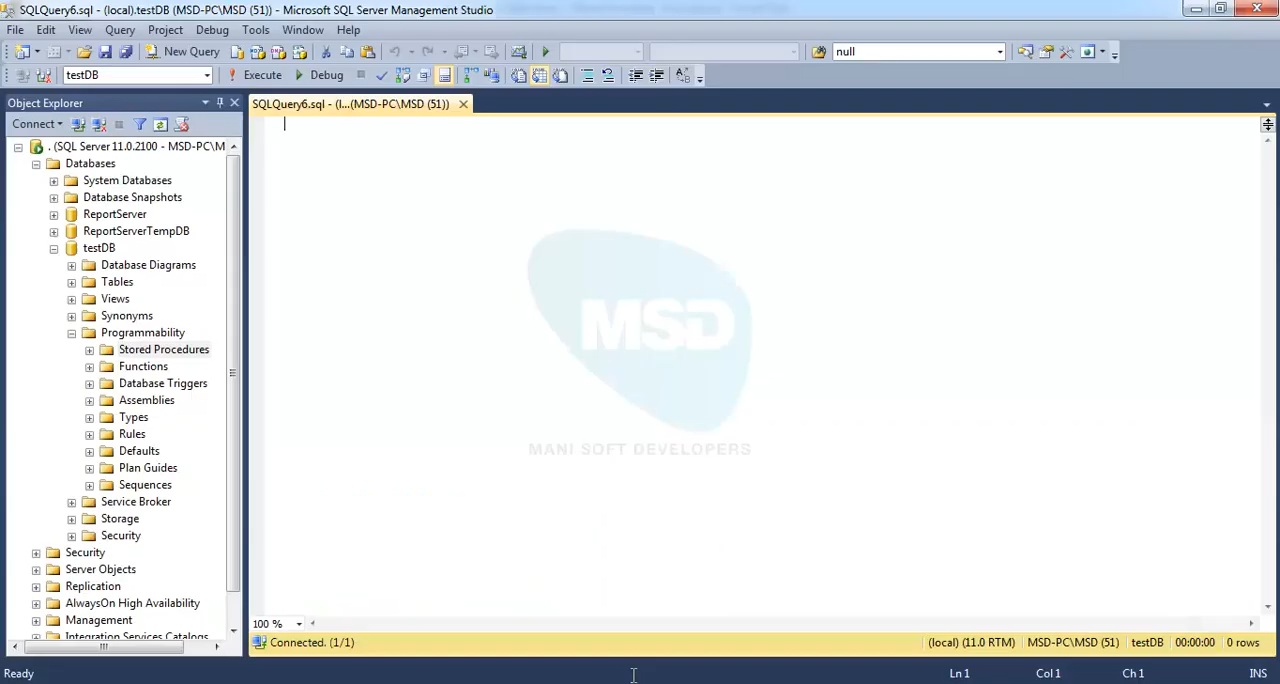 SQLQuery6.sql - (local).testDB (MSD-PC\MSD (51)) - Microsoft SQL Server Management Studio
File Edit View Query Project Debug Tools Window Help
New Query null
testDB Execute Debug
Object Explorer
SQLQuery6.sql - (l...(MSD-PC\MSD (51))
Connect
. (SQL Server 11.0.2100 - MSD-PC\M
Databases
System Databases
Database Snapshots
ReportServer
ReportServerTempDB
testDB
Database Diagrams
Tables
Views
Synonyms
Programmability
Stored Procedures
Functions
Database Triggers
Assemblies
Types
Rules
Defaults
Plan Guides
Sequences
Service Broker
Storage
Security
Security
Server Objects
Replication
AlwaysOn High Availability
Management
Integration Services Catalogs
MSD
MANI SOFT DEVELOPERS
100 %
Connected. (1/1) (local) (11.0 RTM) MSD-PC\MSD (51) testDB 00:00:00 0 rows
Ready Ln 1 Col 1 Ch 1 INS